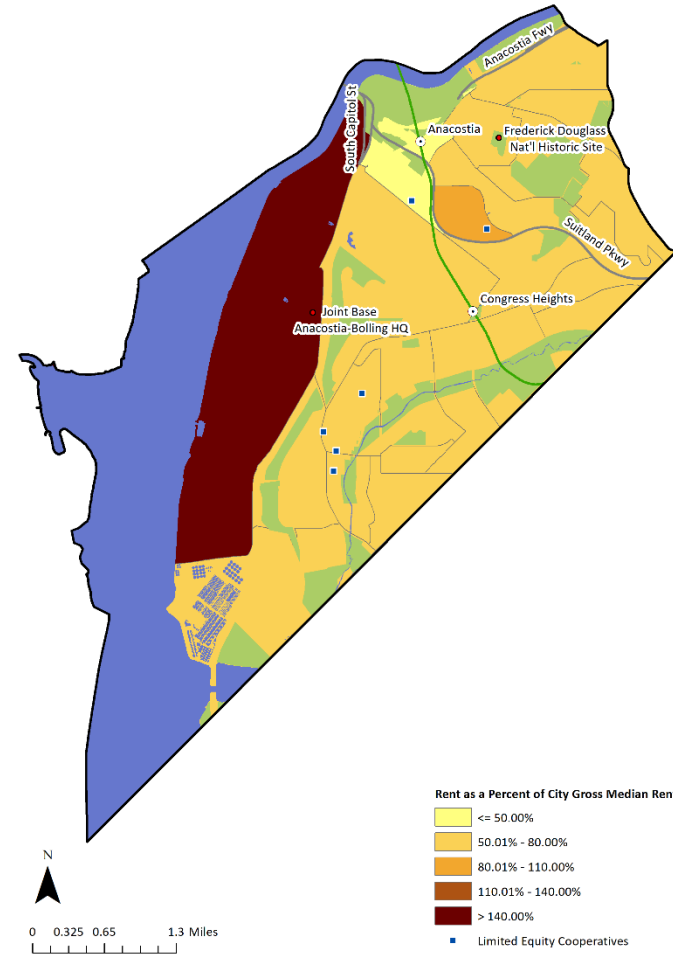 Anacostia Fwy
South Capitol St
Anacostia
Frederick Douglass
Nat'l Historic Site
Suitland Pkwy
Congress Heights
Joint Base
Anacostia-Bolling HQ
Rent as a Percent of City Gross Median Ren
<= 50.00%
50.01% - 80.00%
80.01% - 110.00%
110.01% - 140.00%
> 140.00%
Limited Equity Cooperatives
N
0 0.325 0.65 1.3 Miles